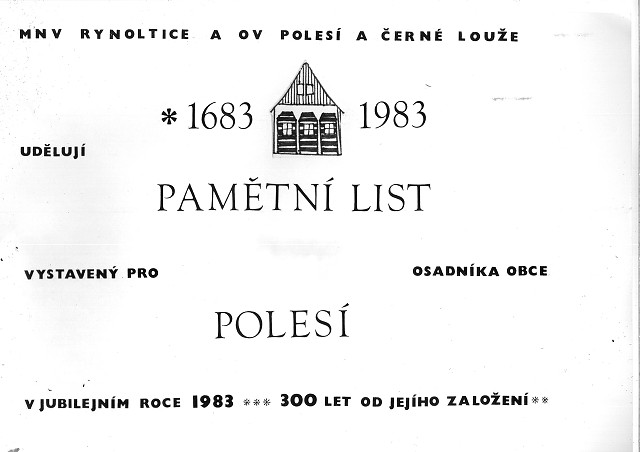 MNV RYNOLTICE A OV POLESÍ A ČERNÉ LOUŽE
* 1683 1983
UDĚLUJÍ
PAMĚTNÍ LIST
VYSTAVENÝ PRO OSADNÍKA OBCE
POLESÍ
V JUBILEJNÍM ROCE 1983 *** 300 LET OD JEJÍHO ZALOŽENÍ **